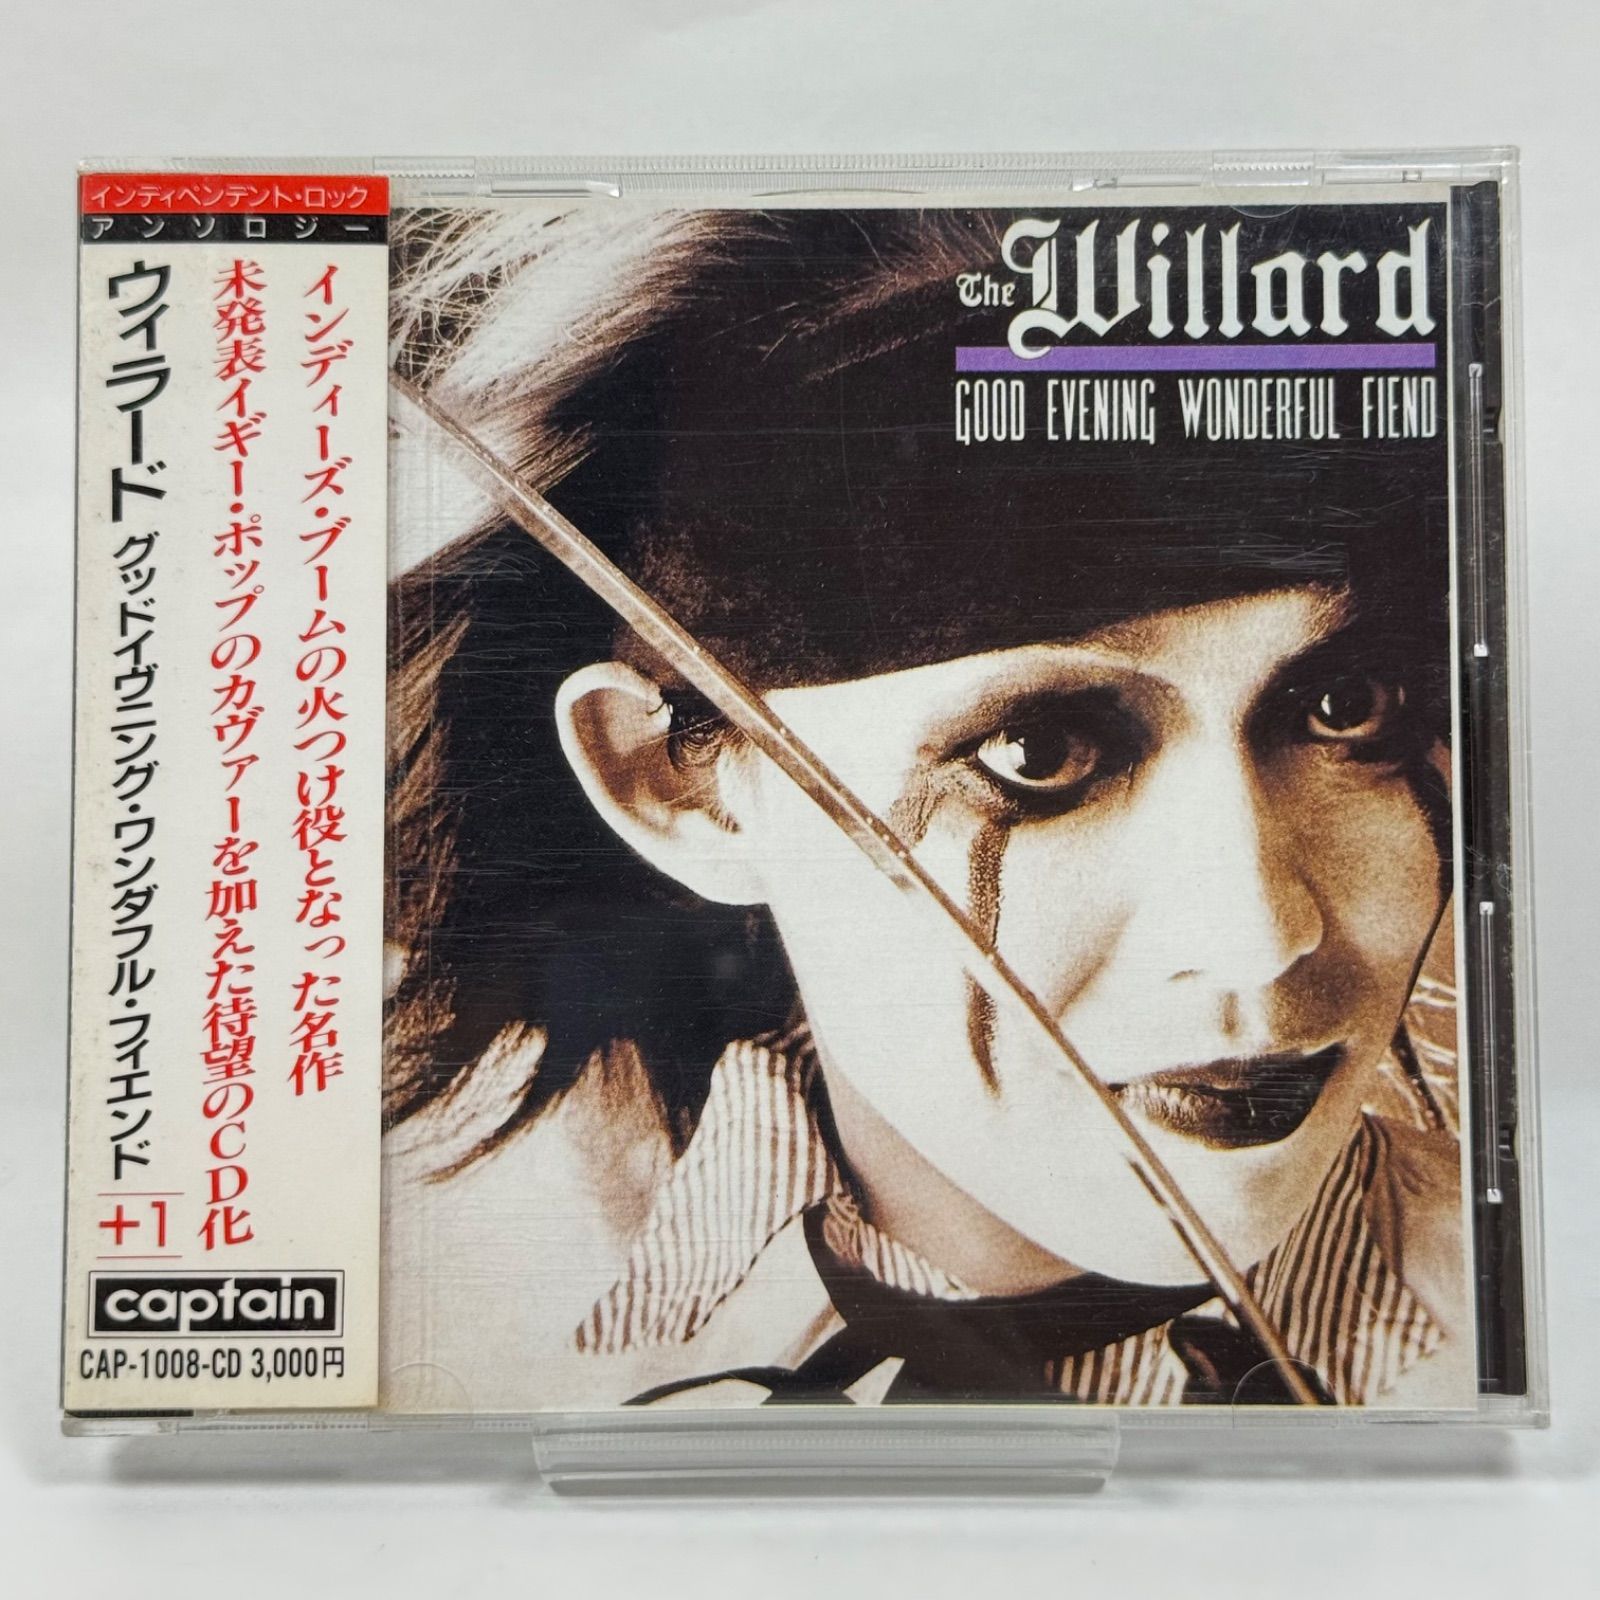 インディペンデント・ロック
アンソロジー
インディーズ・ブームの火つけ役となった名作
未発表イギー・ポップのカヴァーを加えた待望のCD化
ウィラード グッドイヴニング・ワンダフル・フィエンド
+1
captain
CAP-1008-CD 3,000円
The Willard
GOOD EVENING WONDERFUL FIEND